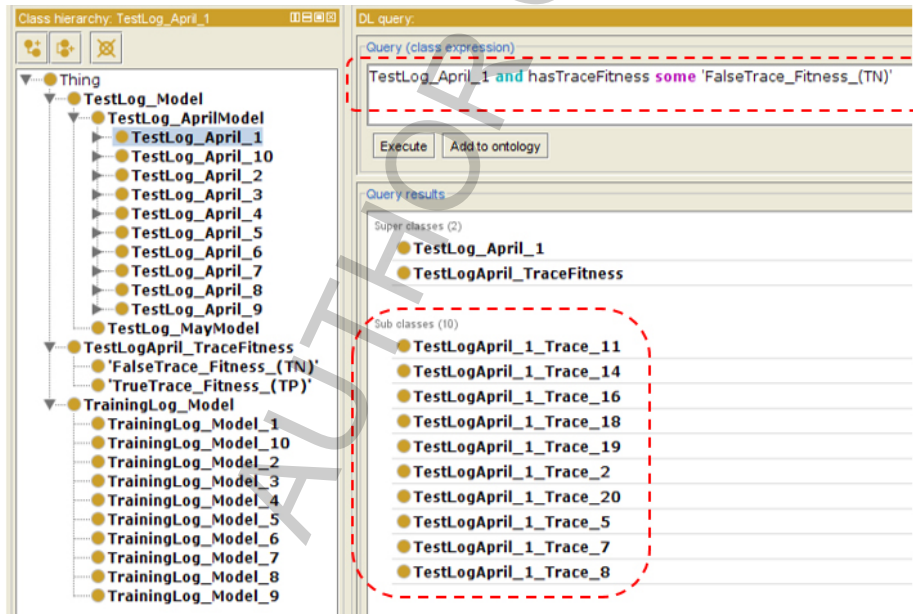 Class hierarchy: TestLog_April_1
Thing
TestLog_Model
TestLog_AprilModel
TestLog_April_1
TestLog_April_10
TestLog_April_2
TestLog_April_3
TestLog_April_4
TestLog_April_5
TestLog_April_6
TestLog_April_7
TestLog_April_8
TestLog_April_9
TestLog_MayModel
TestLogApril_TraceFitness
'FalseTrace_Fitness_(TN)'
'TrueTrace_Fitness_(TP)'
TrainingLog_Model
TrainingLog_Model_1
TrainingLog_Model_10
TrainingLog_Model_2
TrainingLog_Model_3
TrainingLog_Model_4
TrainingLog_Model_5
TrainingLog_Model_6
TrainingLog_Model_7
TrainingLog_Model_8
TrainingLog_Model_9
DL query:
Query (class expression)
TestLog_April_1 and hasTraceFitness some 'FalseTrace_Fitness_(TN)'
Execute Add to ontology
Query results
Super classes (2)
TestLog_April_1
TestLogApril_TraceFitness
Sub classes (10)
TestLogApril_1_Trace_11
TestLogApril_1_Trace_14
TestLogApril_1_Trace_16
TestLogApril_1_Trace_18
TestLogApril_1_Trace_19
TestLogApril_1_Trace_2
TestLogApril_1_Trace_20
TestLogApril_1_Trace_5
TestLogApril_1_Trace_7
TestLogApril_1_Trace_8
AUTHOR